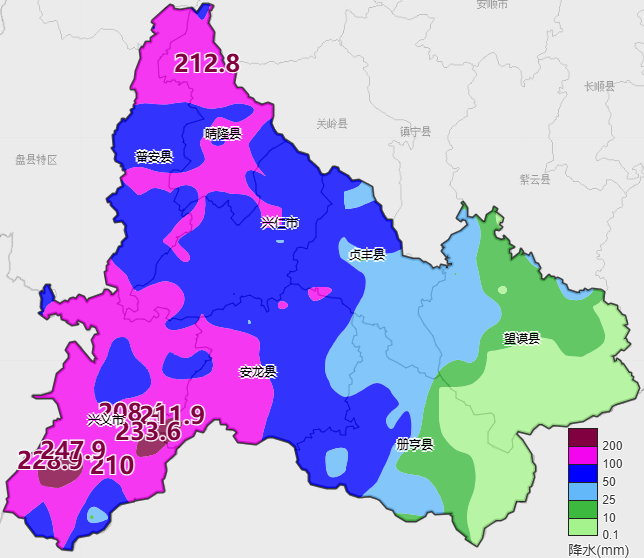 安顺市
212.8
长顺县
关岭县
镇宁县
晴隆县
普安县
盘县特区
紫云县
兴仁市
贞丰县
望谟县
安龙县
211.9
兴义市
233.6
册亨县
247.9
228.9
210
200
100
50
25
10
0.1
降水(mm)